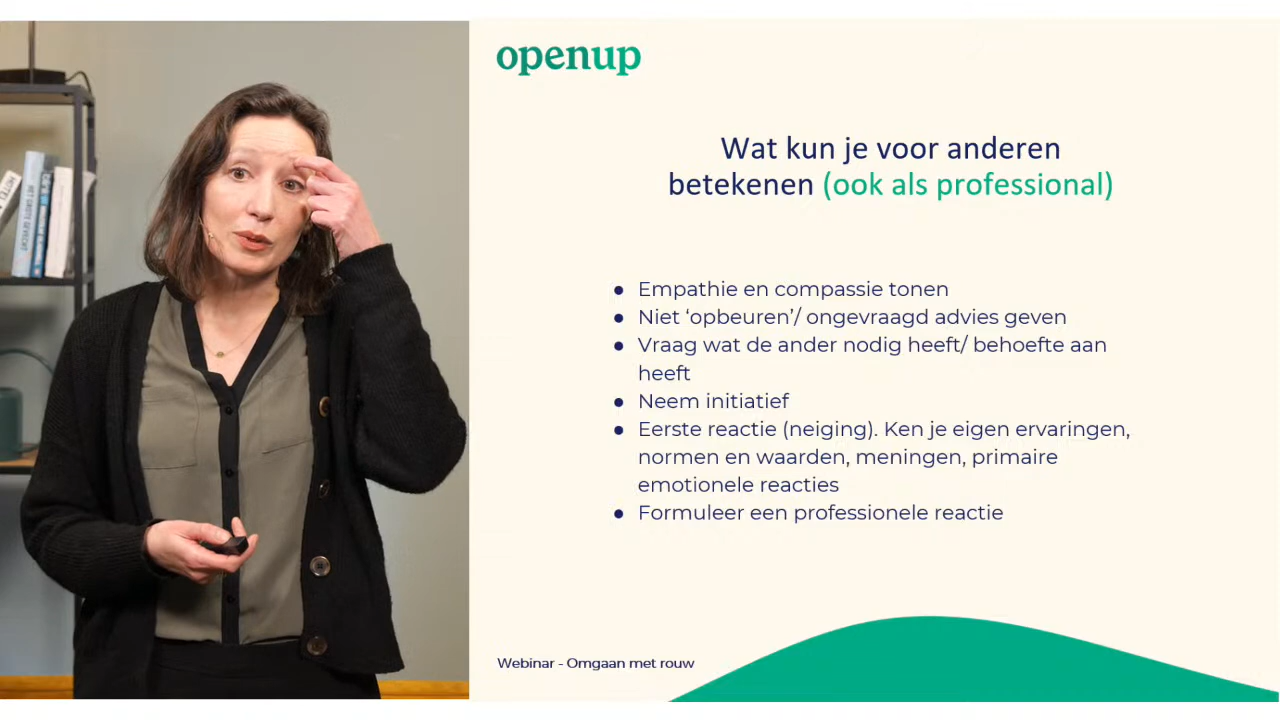 openup
Wat kun je voor anderen
betekenen (ook als professional)
● Empathie en compassie tonen
● Niet ‘opbeuren’/ ongevraagd advies geven
● Vraag wat de ander nodig heeft/ behoefte aan
heeft
● Neem initiatief
● Eerste reactie (neiging). Ken je eigen ervaringen,
normen en waarden, meningen, primaire
emotionele reacties
● Formuleer een professionele reactie
Webinar - Omgaan met rouw